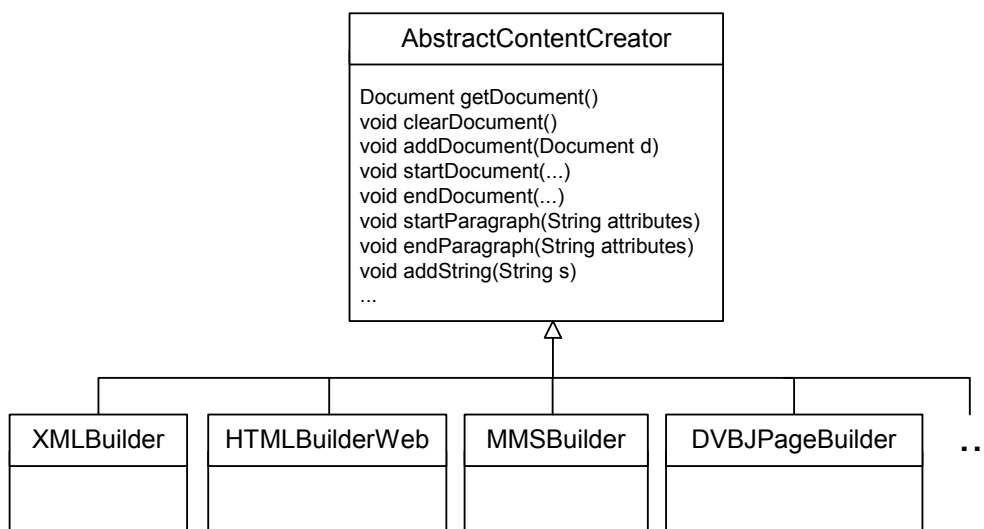 AbstractContentCreator
Document getDocument()
void clearDocument()
void addDocument(Document d)
void startDocument(...)
void endDocument(...)
void startParagraph(String attributes)
void endParagraph(String attributes)
void addString(String s)
...
XMLBuilder
HTMLBuilderWeb
MMSBuilder
DVBJPageBuilder
..